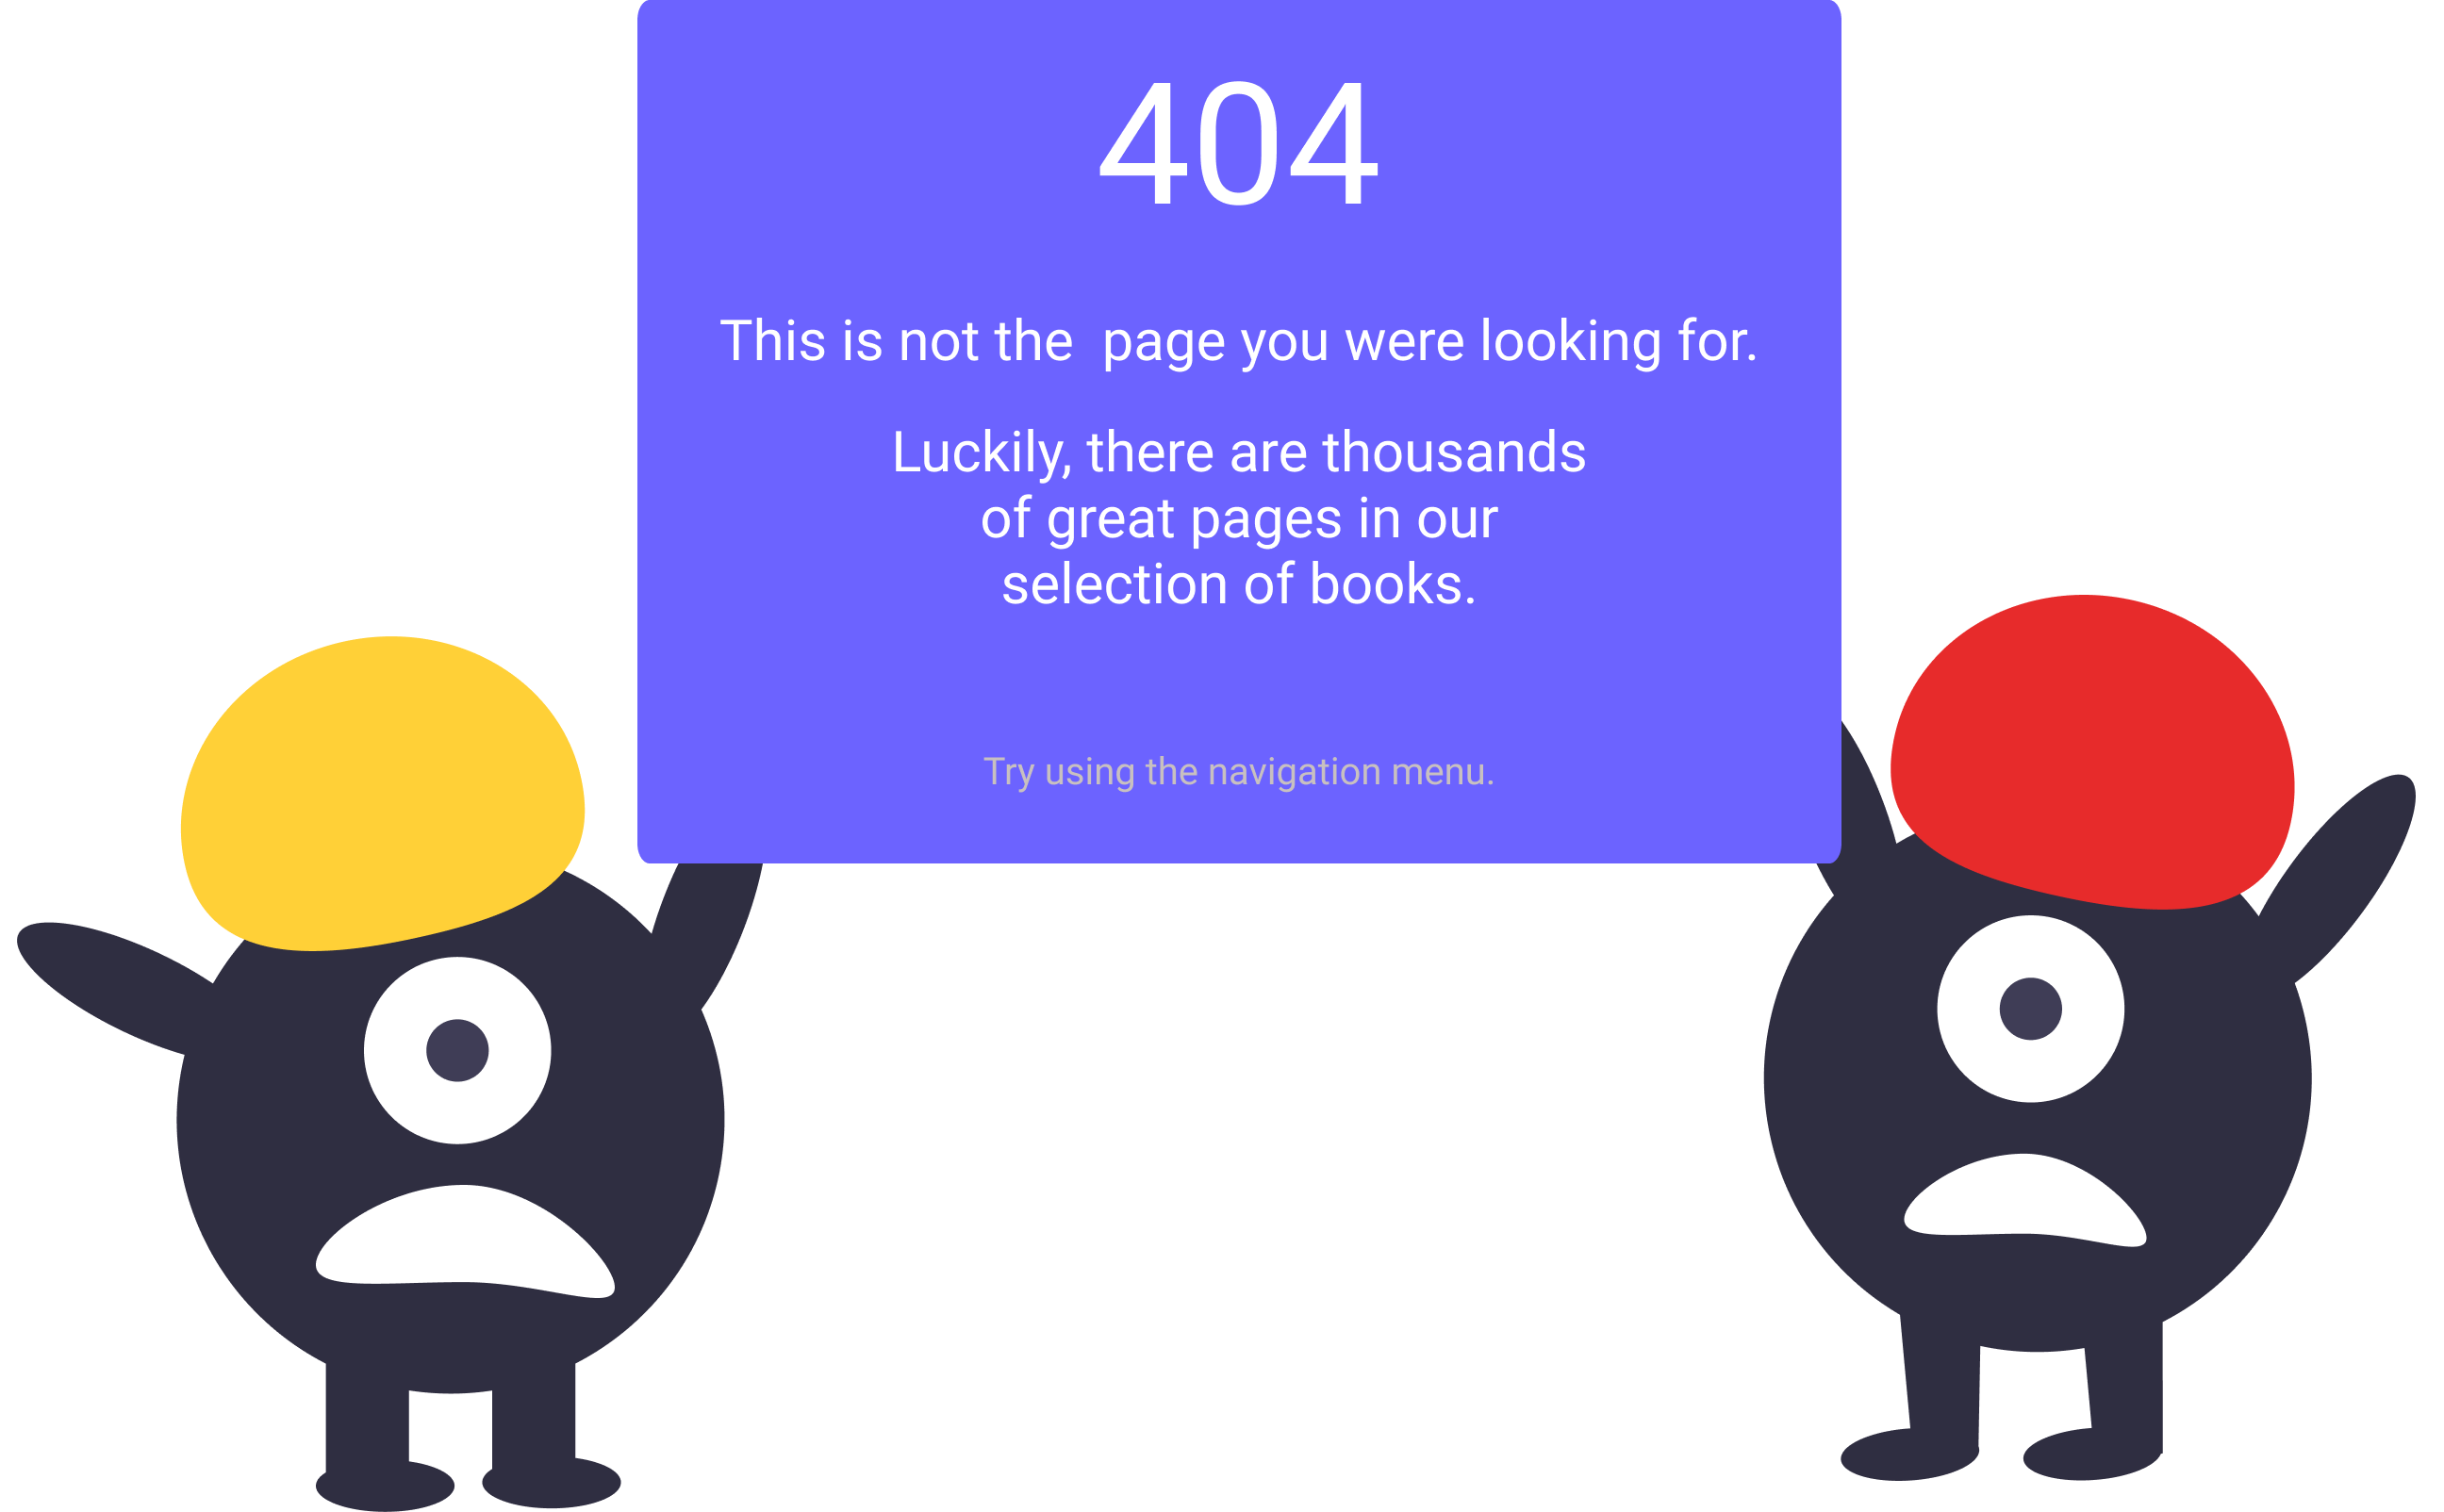 404
This is not the page you were looking for.
Luckily, there are thousands
of great pages in our
selection of books.
Try using the navigation menu.